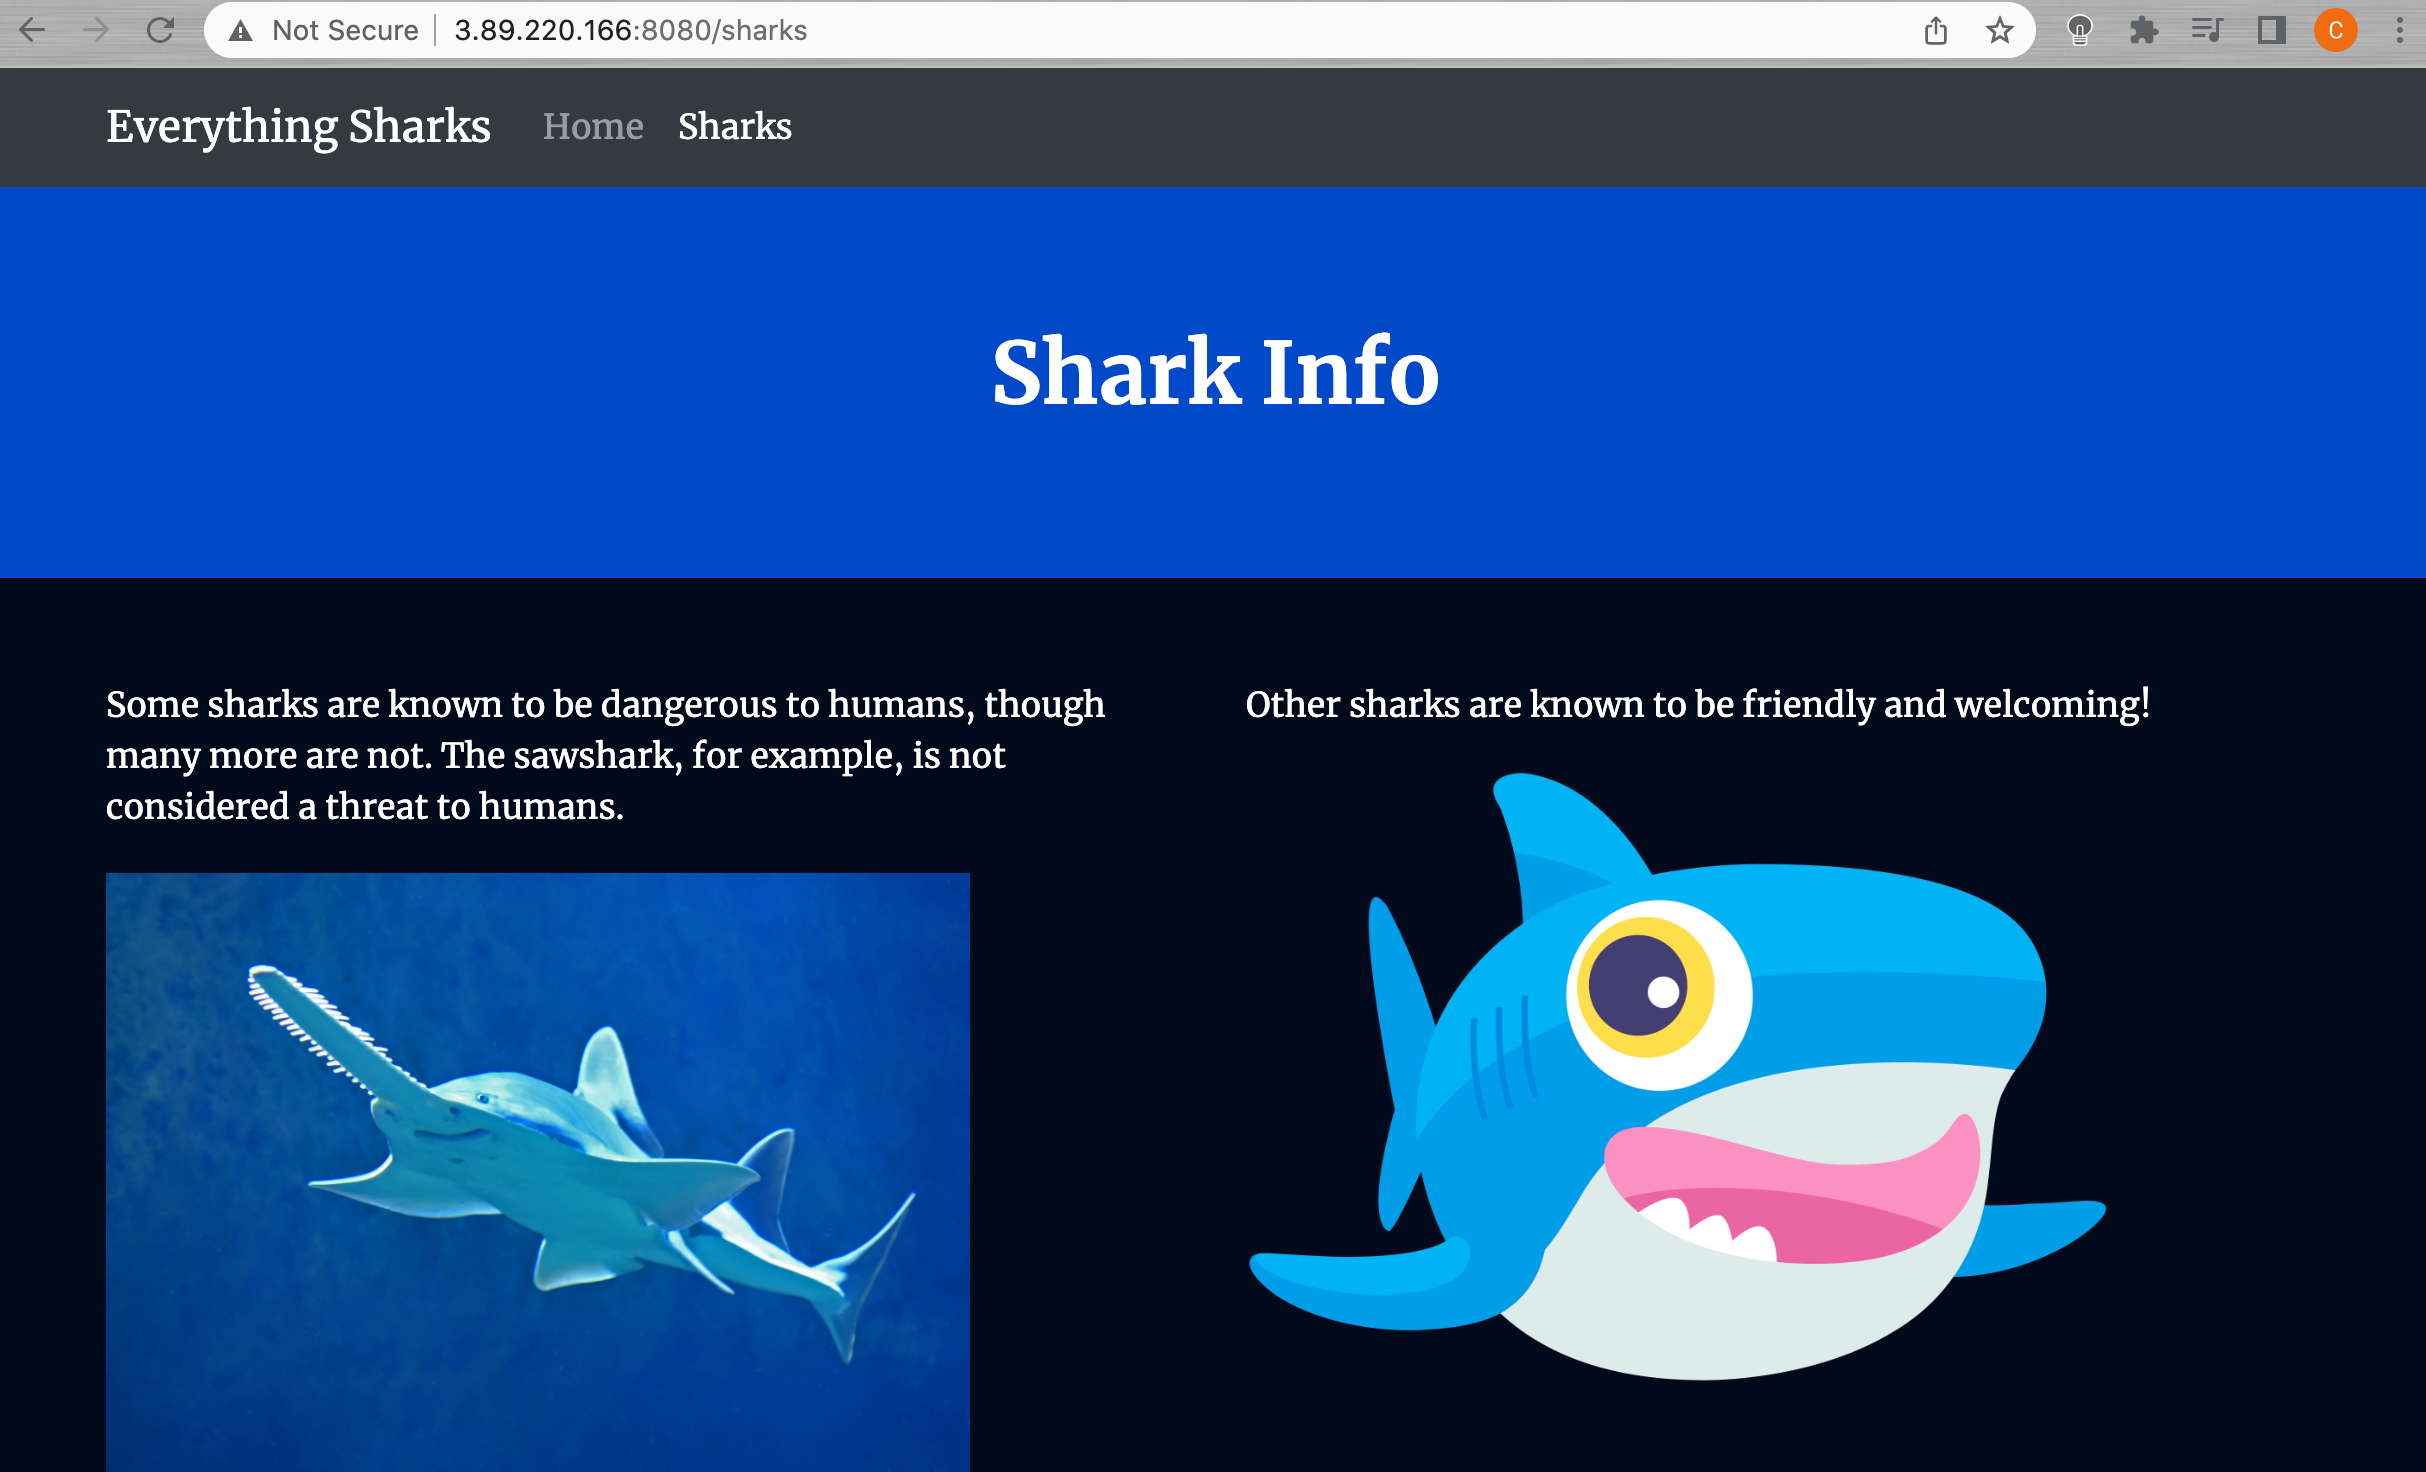 Not Secure 3.89.220.166:8080/sharks
C
Everything Sharks Home Sharks
Shark Info
Some sharks are known to be dangerous to humans, though
many more are not. The sawshark, for example, is not
considered a threat to humans.
Other sharks are known to be friendly and welcoming!